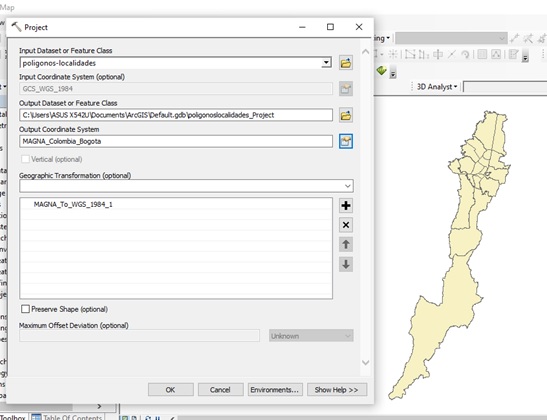 Map
Project
Input Dataset or Feature Class
poligonos-localidades
Input Coordinate System (optional)
GCS_WGS_1984
Output Dataset or Feature Class
C:\Users\ASUS X542U\Documents\ArcGIS\Default.gdb\poligonoslocalidades_Project
Output Coordinate System
MAGNA_Colombia_Bogota
Vertical (optional)
Geographic Transformation (optional)
MAGNA_To_WGS_1984_1
Preserve Shape (optional)
Maximum Offset Deviation (optional)
Unknown
OK
Cancel
Environments...
Show Help >>
3D Analyst
Toolbox
Table Of Contents